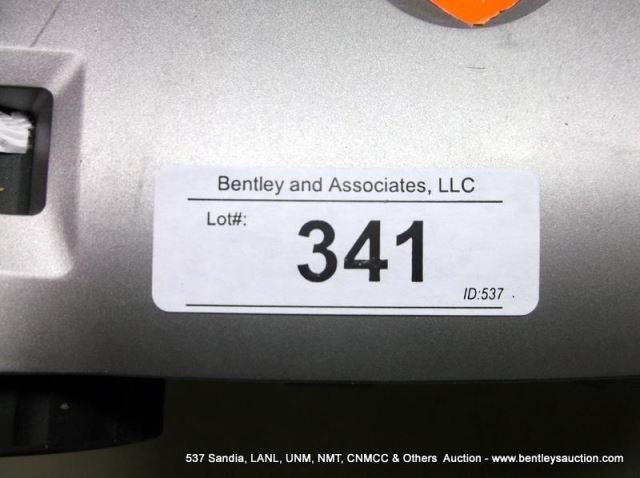 Bentley and Associates, LLC
Lot#:
341
ID:537
537 Sandia, LANL, UNM, NMT, CNMCC & Others Auction - www.bentleysauction.com